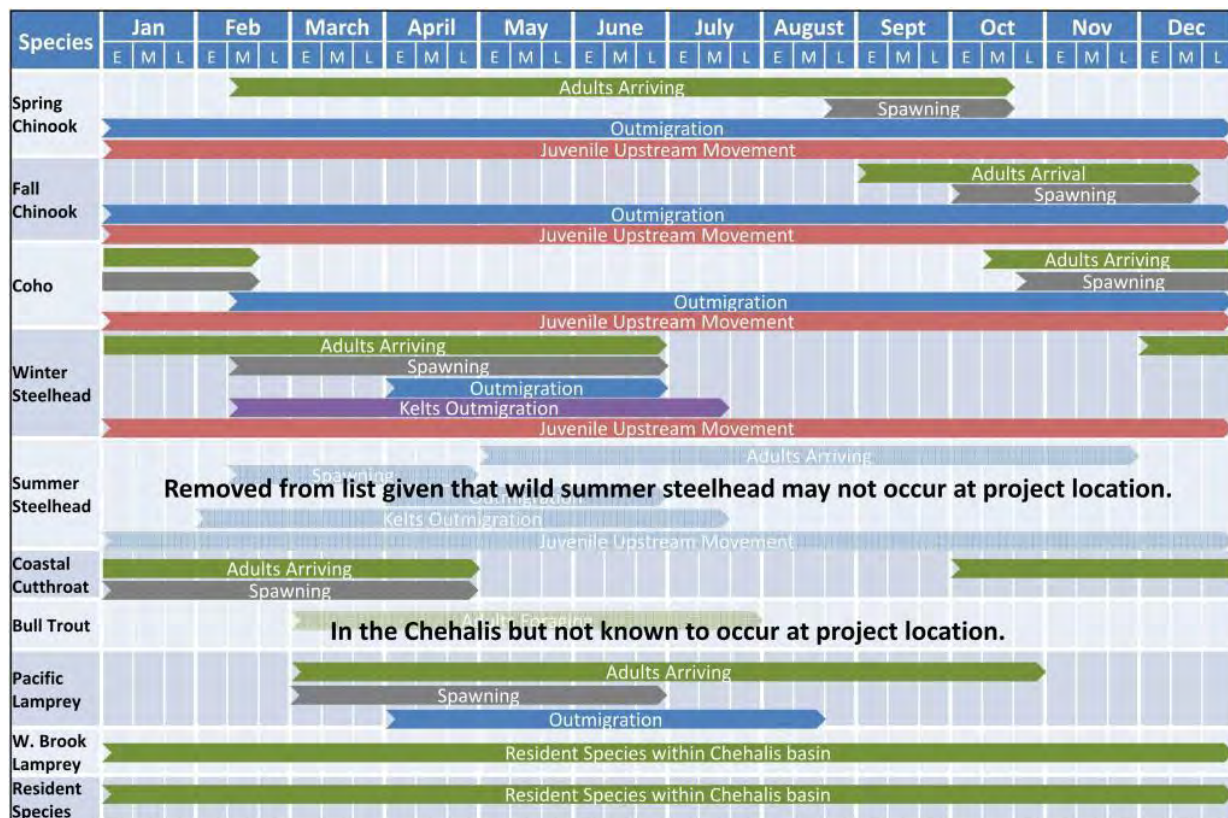 Species Jan Feb March April May June July August Sept Oct Nov Dec
E M L E M L E M L E M L E M L E M L E M L E M L E M L E M L E M L E M L
Spring
Chinook
Adults Arriving
Spawning
Outmigration
Juvenile Upstream Movement
Fall
Chinook
Adults Arrival
Spawning
Outmigration
Juvenile Upstream Movement
Coho
Adults Arriving
Spawning
Outmigration
Juvenile Upstream Movement
Winter
Steelhead
Adults Arriving
Spawning
Outmigration
Kelts Outmigration
Juvenile Upstream Movement
Summer
Steelhead
Adults Arriving
Spawning
Removed from list given that wild summer steelhead may not occur at project location.
Outmigration
Kelts Outmigration
Juvenile Upstream Movement
Coastal
Cutthroat
Adults Arriving
Spawning
Bull Trout
Adults Foraging
In the Chehalis but not known to occur at project location.
Pacific
Lamprey
Adults Arriving
Spawning
Outmigration
W. Brook
Lamprey
Resident Species within Chehalis basin
Resident
Species
Resident Species within Chehalis basin